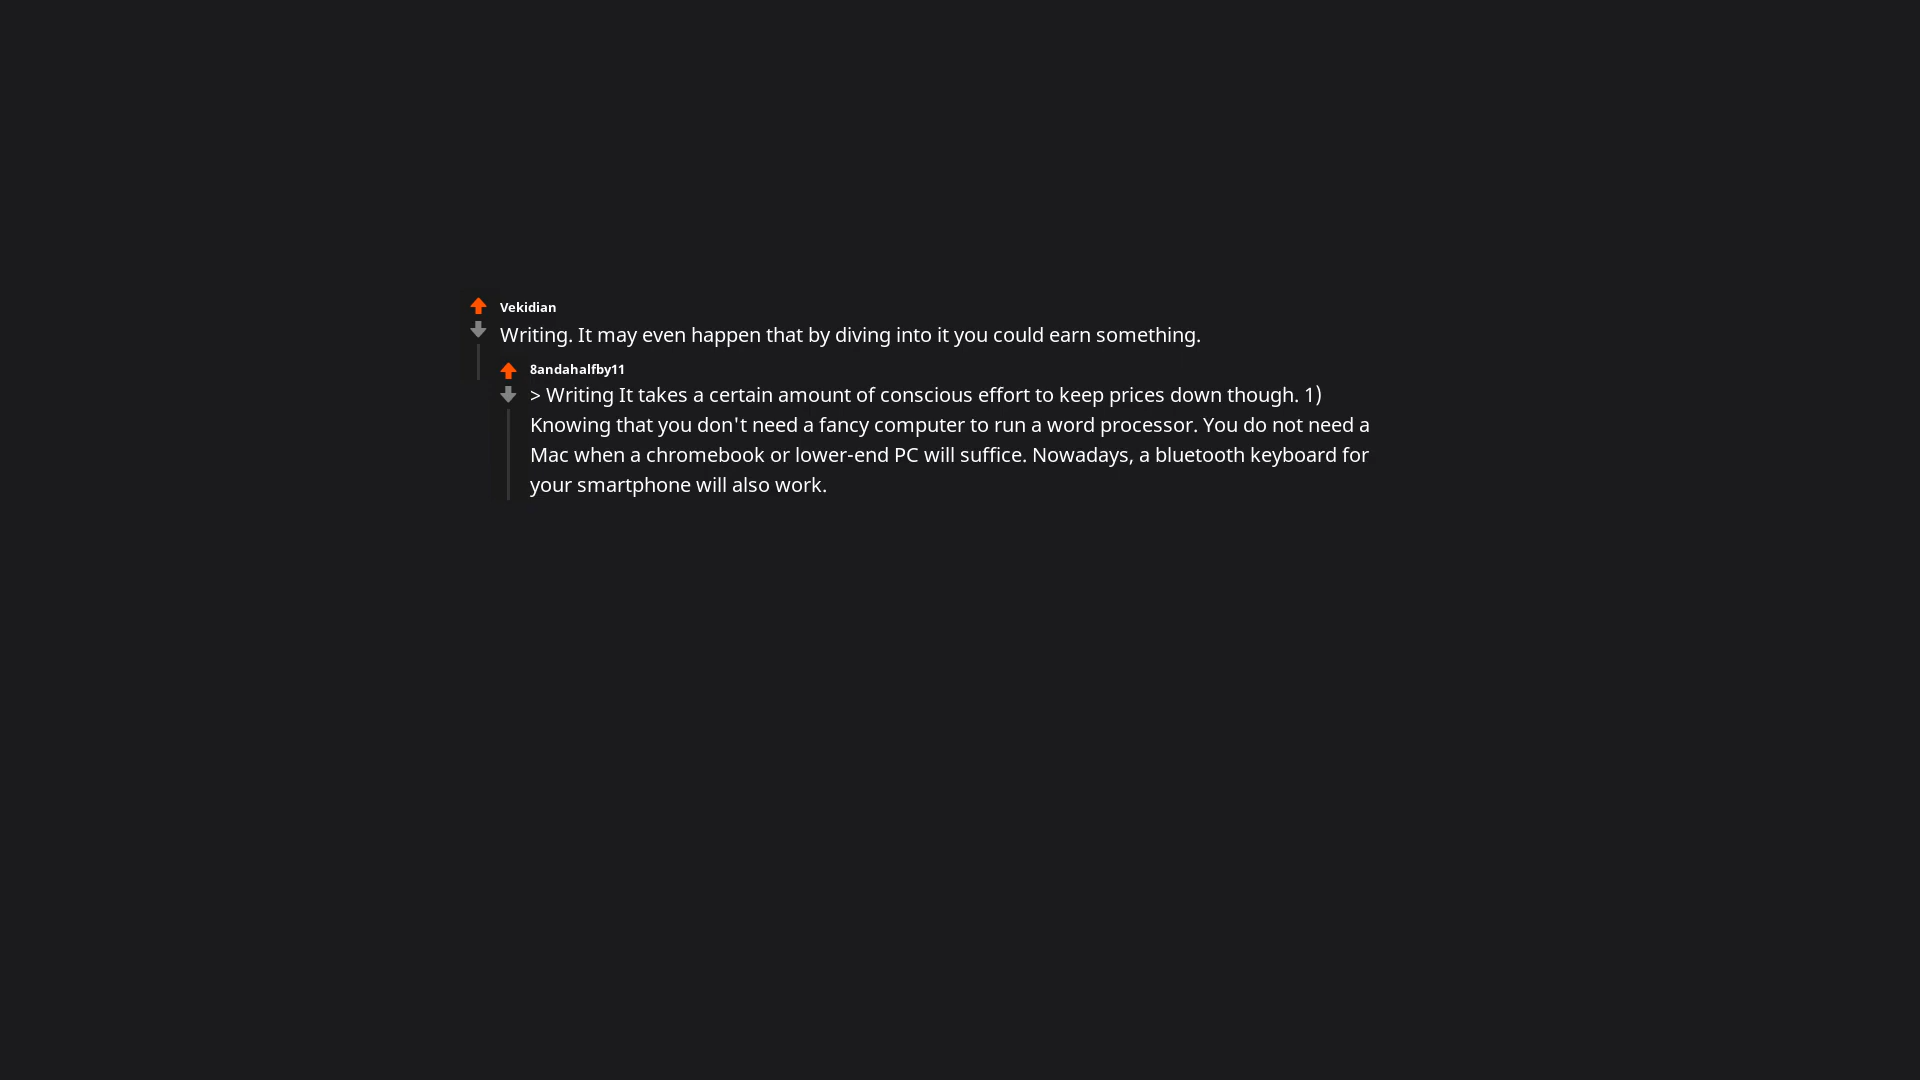 Vekidian
Writing. It may even happen that by diving into it you could earn something.
8andahalfby11
> Writing It takes a certain amount of conscious effort to keep prices down though. 1)
Knowing that you don't need a fancy computer to run a word processor. You do not need a
Mac when a chromebook or lower-end PC will suffice. Nowadays, a bluetooth keyboard for
your smartphone will also work.